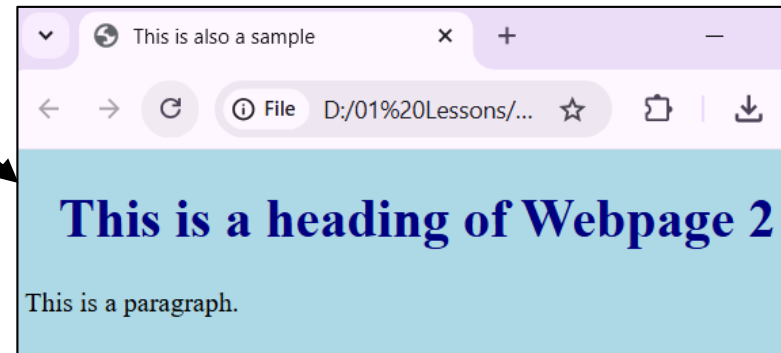 This is also a sample
File D:/01%20Lessons/...
This is a heading of Webpage 2
This is a paragraph.